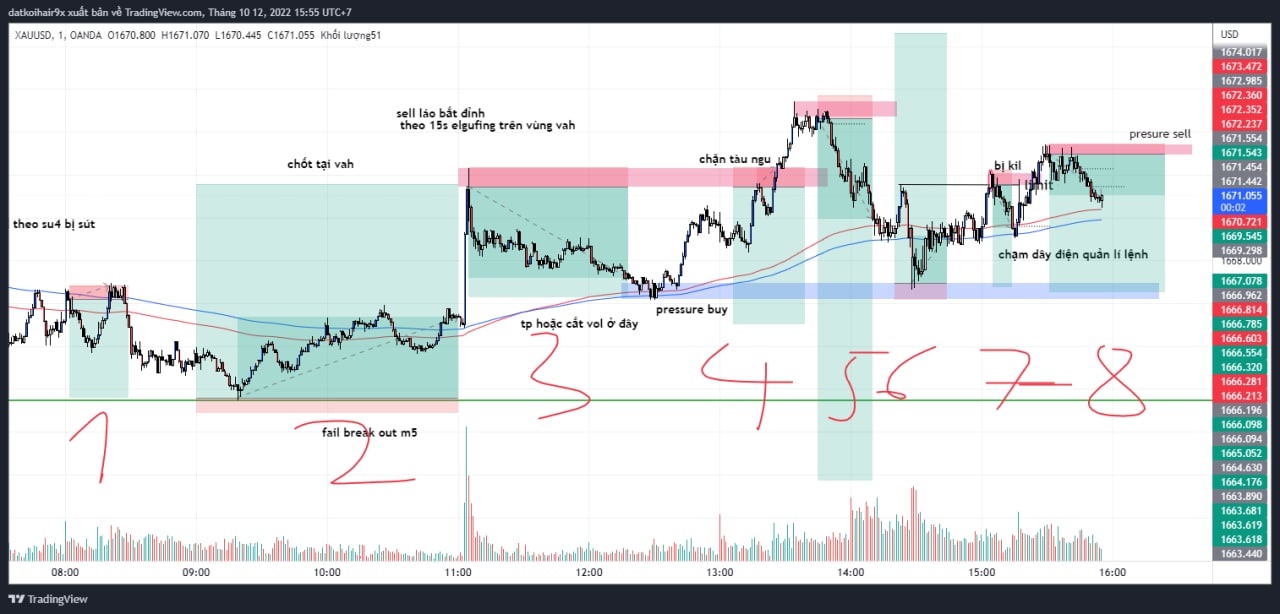 datkoihair9x xuất bản về TradingView.com, Tháng 10 12, 2022 15:55 UTC+7
XAUUSD, 1, OANDA O1670.800 H1671.070 L1670.445 C1671.055 Khối lượng51
USD
1674.017
1673.472
1672.985
1672.360
1672.352
1672.237
1671.554
1671.543
1671.454
1671.442
1671.055
00:02
1670.721
1669.545
1669.298
1668.000
1667.078
1666.962
1666.814
1666.785
1666.603
1666.554
1666.320
1666.281
1666.213
1666.196
1666.098
1666.094
1665.052
1664.630
1664.176
1663.890
1663.681
1663.619
1663.618
1663.440
sell láo bắt đỉnh
theo 15s elgufing trên vùng vah
presure sell
chốt tại vah
chặn tàu ngu
bị kil
limit
theo su4 bị sút
chạm dây điện quản lí lệnh
pressure buy
tp hoặc cắt vol ở đây
fail break out m5
1 2 3 4 5 6 7 8
08:00 09:00 10:00 11:00 12:00 13:00 14:00 15:00 16:00
TradingView